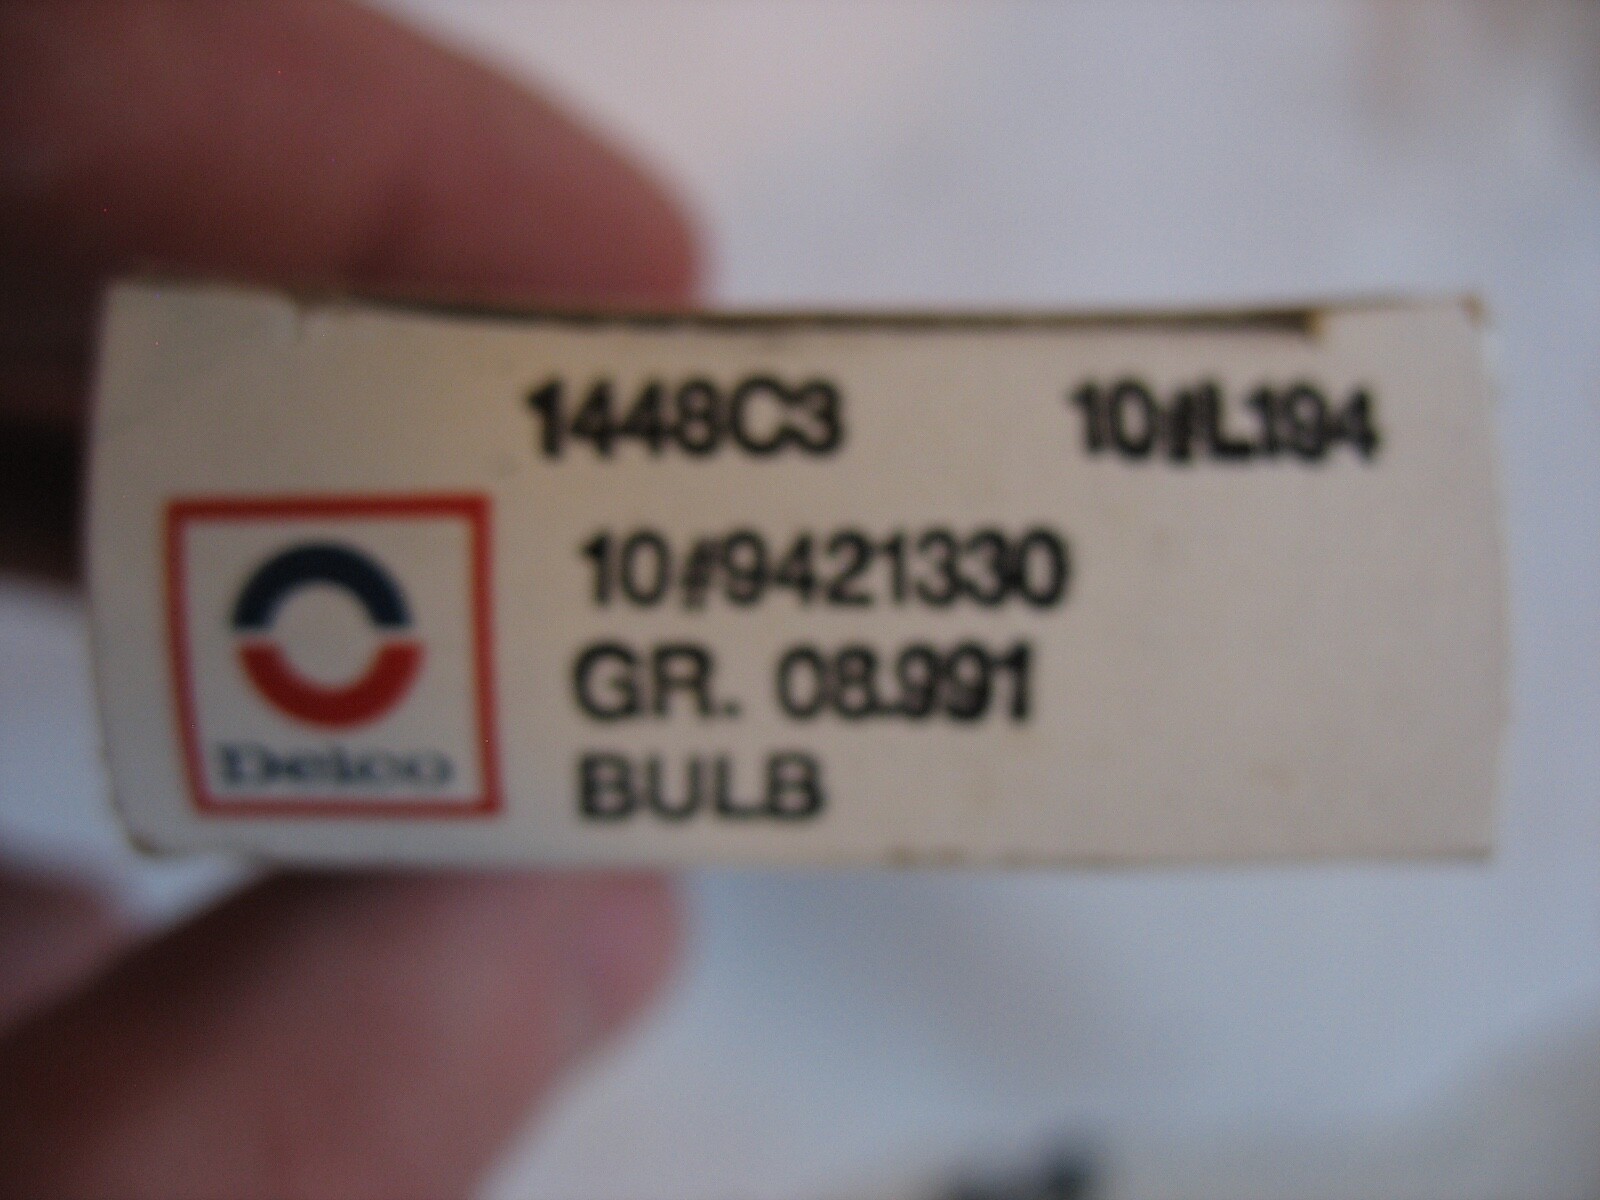 1448C3 10#L194
10#9421330
GR. 08.991
BULB
Delco